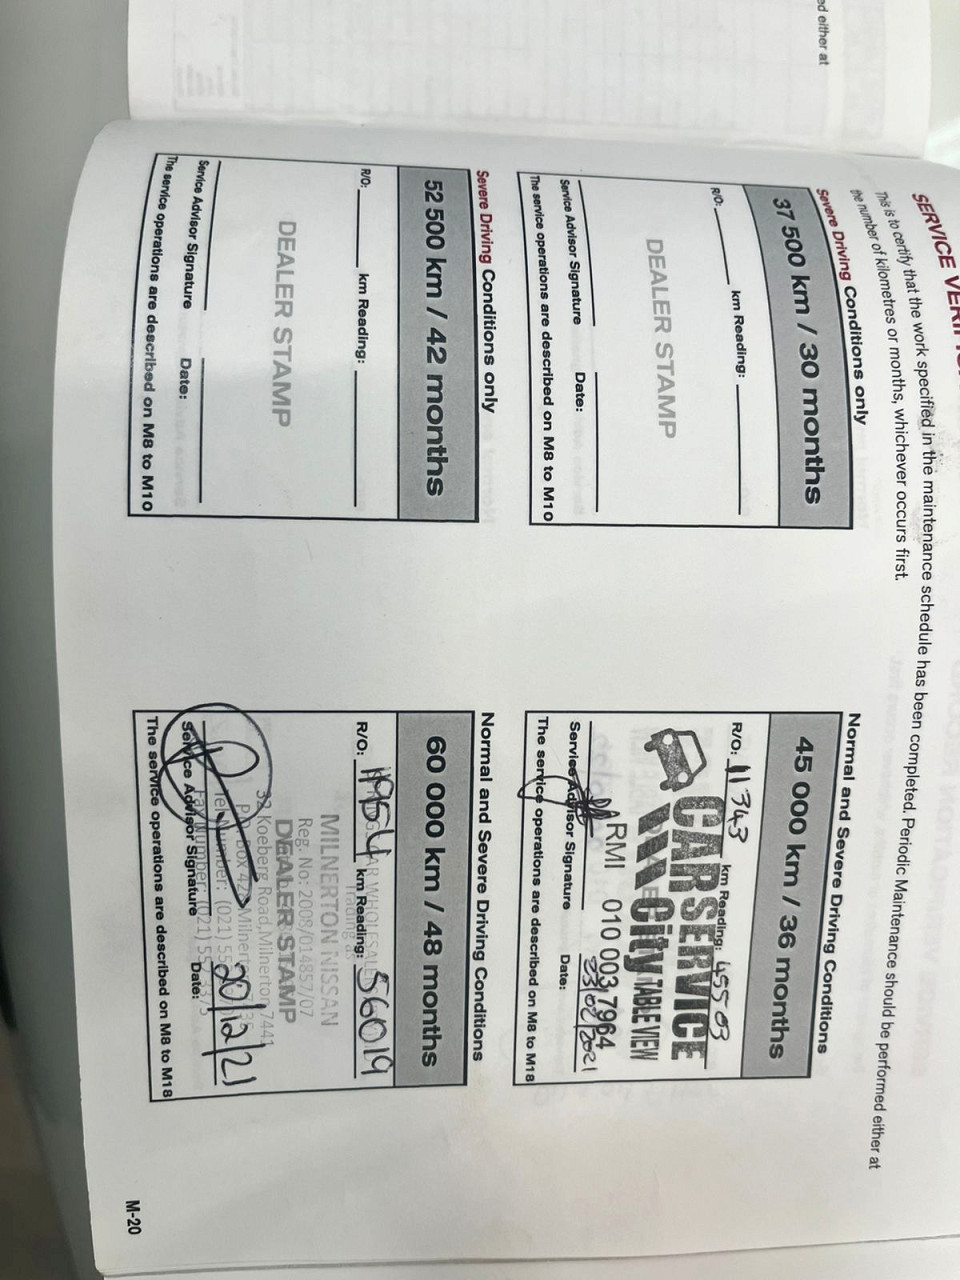 ed either at
SERVICE
This is to certify that the work specified in the maintenance schedule has been completed. Periodic Maintenance should be performed either at
the number of kilometres or months, whichever occurs first.
Severe Driving Conditions only
37 500 km / 30 months
R/O: km Reading:
DEALER STAMP
Service Advisor Signature Date:
The service operations are described on M8 to M10
Normal and Severe Driving Conditions
45 000 km / 36 months
R/O: 11343 km Reading: 45503
CAR SERVICE
City TABLE VIEW
RMI 010 003 7964
23/02/2021
Service Advisor Signature Date:
The service operations are described on M8 to M18
Severe Driving Conditions only
52 500 km / 42 months
R/O: km Reading:
DEALER STAMP
Service Advisor Signature Date:
The service operations are described on M8 to M10
Normal and Severe Driving Conditions
60 000 km / 48 months
R/O: km Reading: 56019
Trading as
MILNERTON NISSAN
Reg. No: 2008/014857/07
DEALER STAMP
32 Koeberg Road, Milnerton 7441
20/12/21
Service Advisor Signature Date:
The service operations are described on M8 to M18
M-20